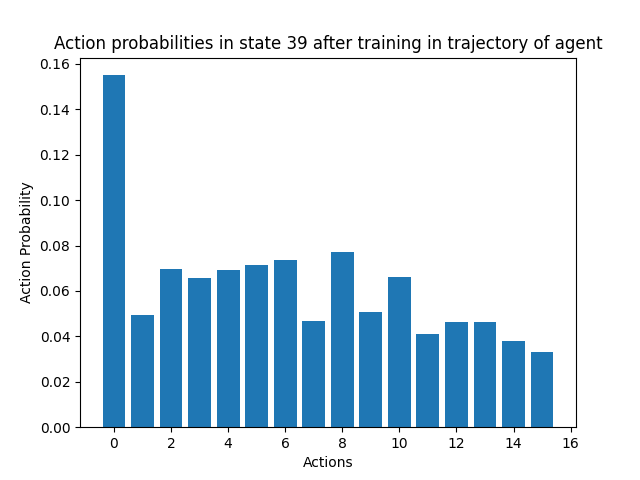 Action probabilities in state 39 after training in trajectory of agent
0.16
0.14
0.12
0.10
0.08
0.06
0.04
0.02
0.00
Action Probability
0 2 4 6 8 10 12 14 16
Actions